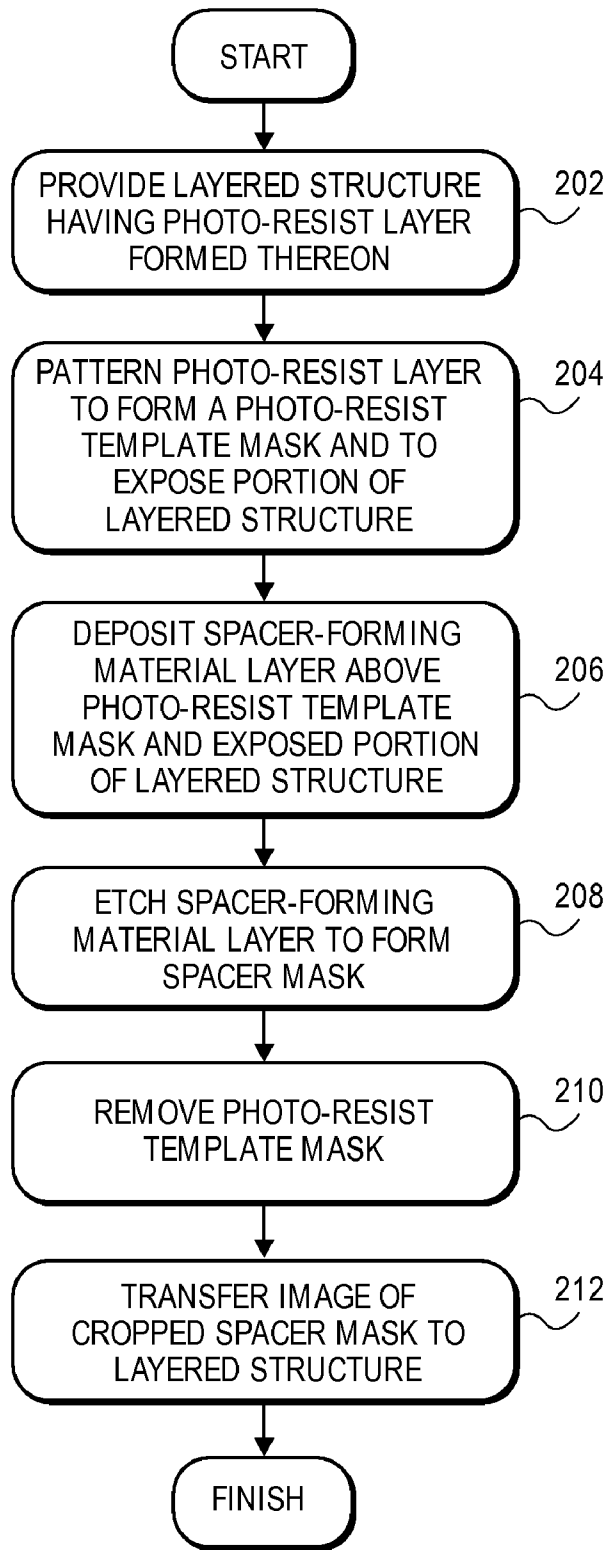 START
PROVIDE LAYERED STRUCTURE
HAVING PHOTO-RESIST LAYER
FORMED THEREON
202
PATTERN PHOTO-RESIST LAYER
TO FORM A PHOTO-RESIST
TEMPLATE MASK AND TO
EXPOSE PORTION OF
LAYERED STRUCTURE
204
DEPOSIT SPACER-FORMING
MATERIAL LAYER ABOVE
PHOTO-RESIST TEMPLATE
MASK AND EXPOSED PORTION
OF LAYERED STRUCTURE
206
ETCH SPACER-FORMING
MATERIAL LAYER TO FORM
SPACER MASK
208
REMOVE PHOTO-RESIST
TEMPLATE MASK
210
TRANSFER IMAGE OF
CROPPED SPACER MASK TO
LAYERED STRUCTURE
212
FINISH